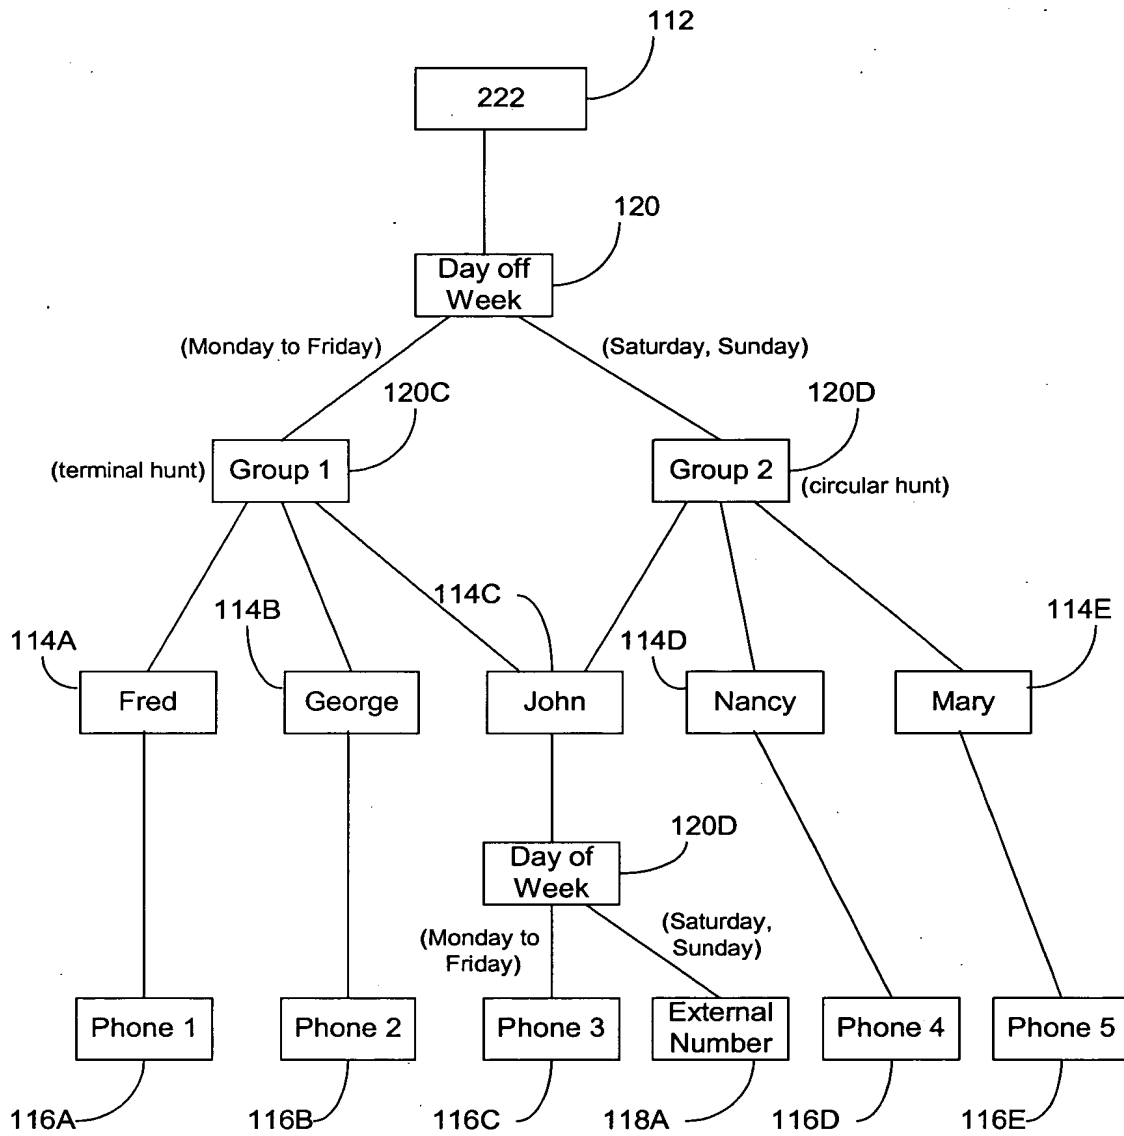 112
222
120
Day off
Week
(Monday to Friday)
(Saturday, Sunday)
120C
120D
(terminal hunt)
Group 1
Group 2
(circular hunt)
114A
114B
114C
114D
114E
Fred
George
John
Nancy
Mary
120D
Day of
Week
(Monday to
Friday)
(Saturday,
Sunday)
Phone 1
Phone 2
Phone 3
External
Number
Phone 4
Phone 5
116A
116B
116C
118A
116D
116E